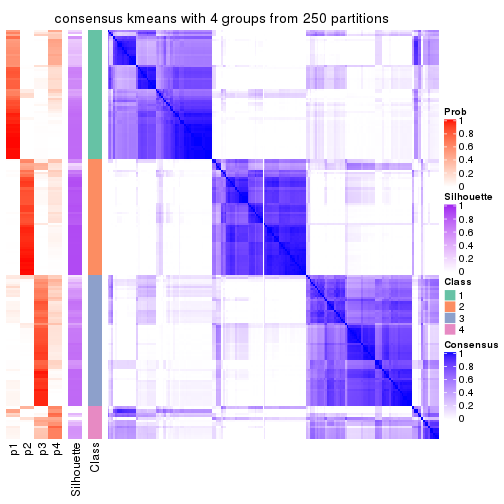 consensus kmeans with 4 groups from 250 partitions
Prob
1
0.8
0.6
0.4
0.2
0
Silhouette
1
0.8
0.6
0.4
0.2
0
Class
1
2
3
4
Consensus
1
0.8
0.6
0.4
0.2
0
p1
p2
p3
p4
Silhouette
Class